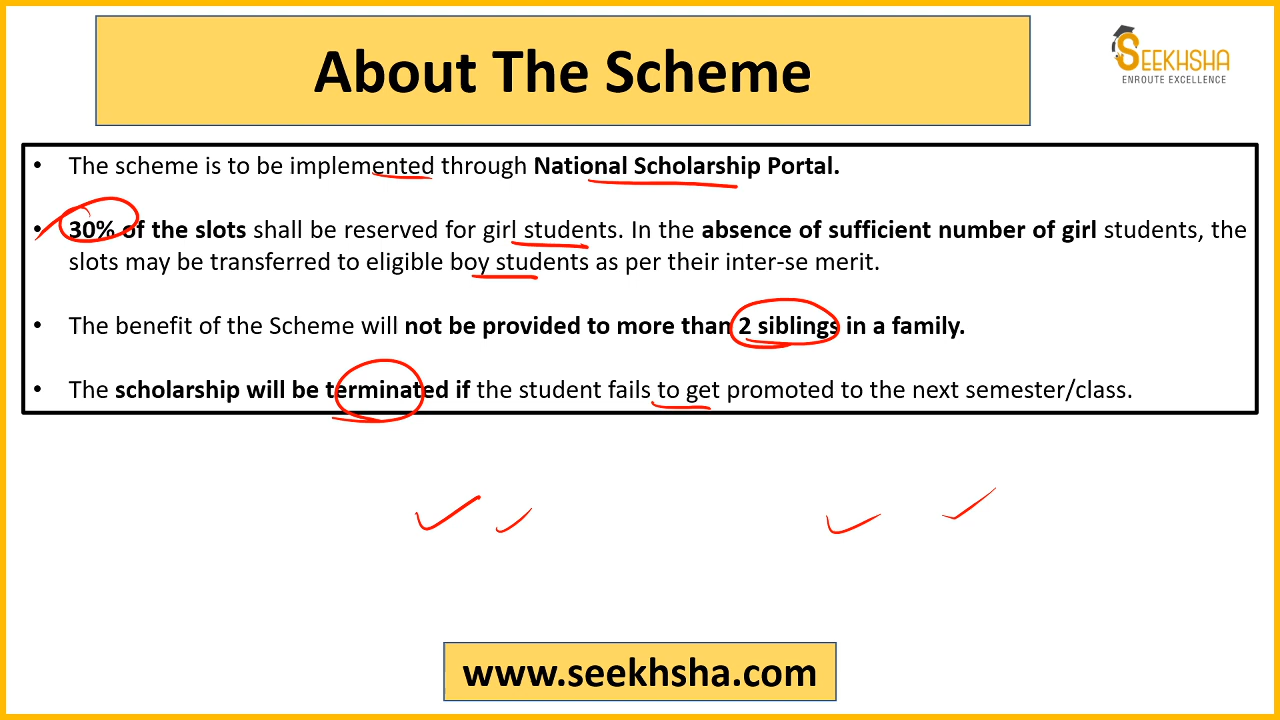 About The Scheme
SEEKHSHA
ENROUTE EXCELLENCE
• The scheme is to be implemented through National Scholarship Portal.
• 30% of the slots shall be reserved for girl students. In the absence of sufficient number of girl students, the
slots may be transferred to eligible boy students as per their inter-se merit.
• The benefit of the Scheme will not be provided to more than 2 siblings in a family.
• The scholarship will be terminated if the student fails to get promoted to the next semester/class.
www.seekhsha.com